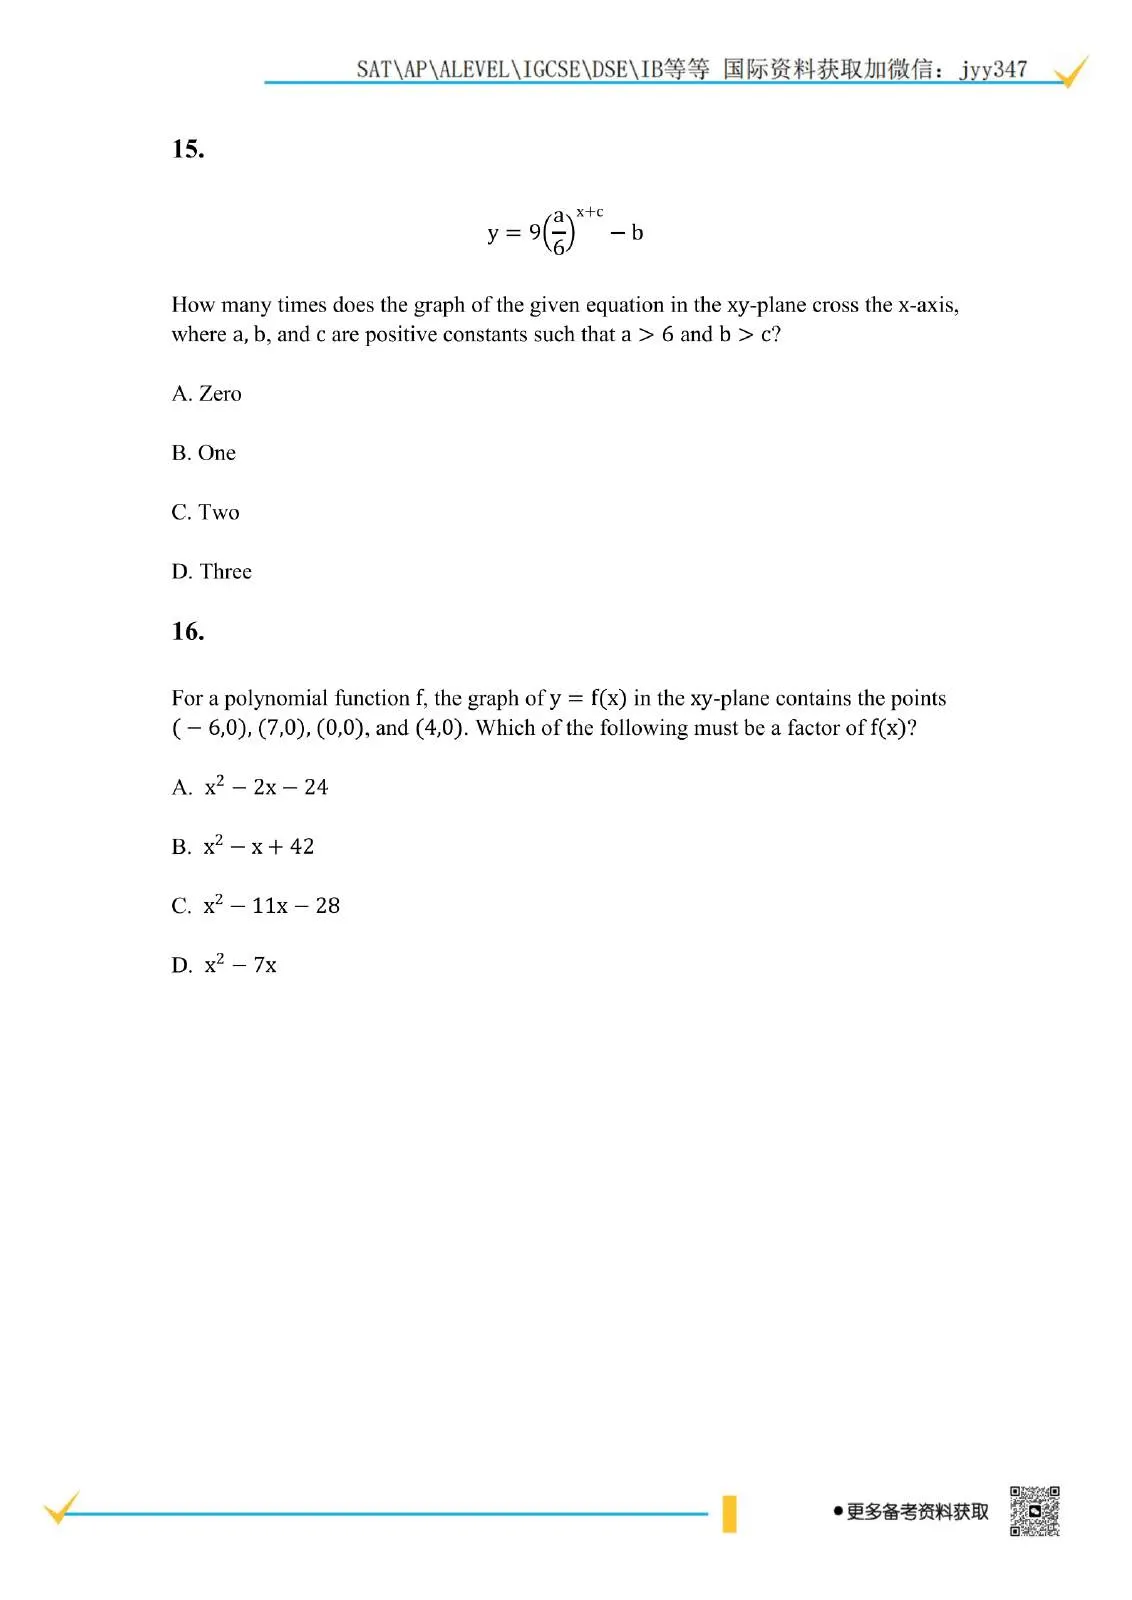 SAT\AP\ALEVEL\IGCSE\DSE\IB等等 国际资料获取加微信: jyy347
15.
y = 9(a/6)^(x+c) − b
How many times does the graph of the given equation in the xy-plane cross the x-axis,
where a, b, and c are positive constants such that a > 6 and b > c?
A. Zero
B. One
C. Two
D. Three
16.
For a polynomial function f, the graph of y = f(x) in the xy-plane contains the points
( − 6,0), (7,0), (0,0), and (4,0). Which of the following must be a factor of f(x)?
A. x² − 2x − 24
B. x² − x + 42
C. x² − 11x − 28
D. x² − 7x
●更多备考资料获取